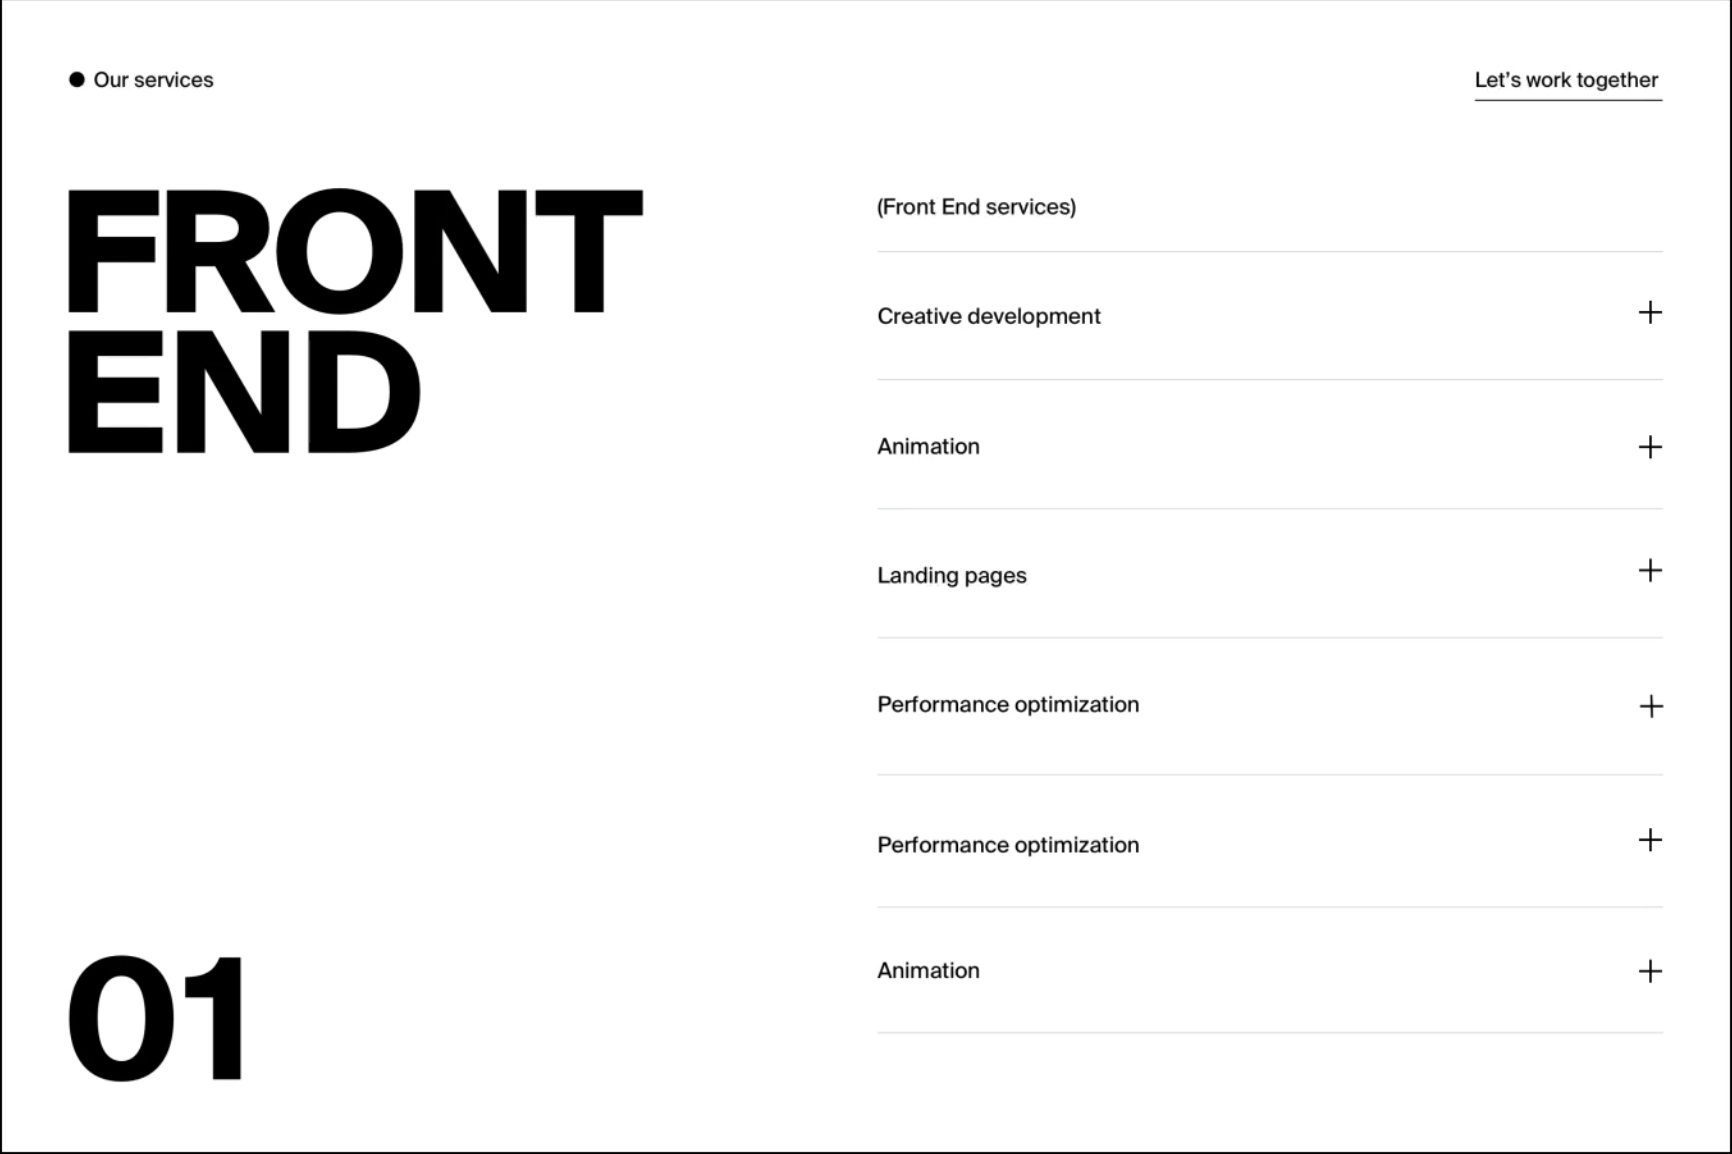 Our services
Let's work together
FRONT
END
(Front End services)
Creative development
Animation
Landing pages
Performance optimization
Performance optimization
Animation
01